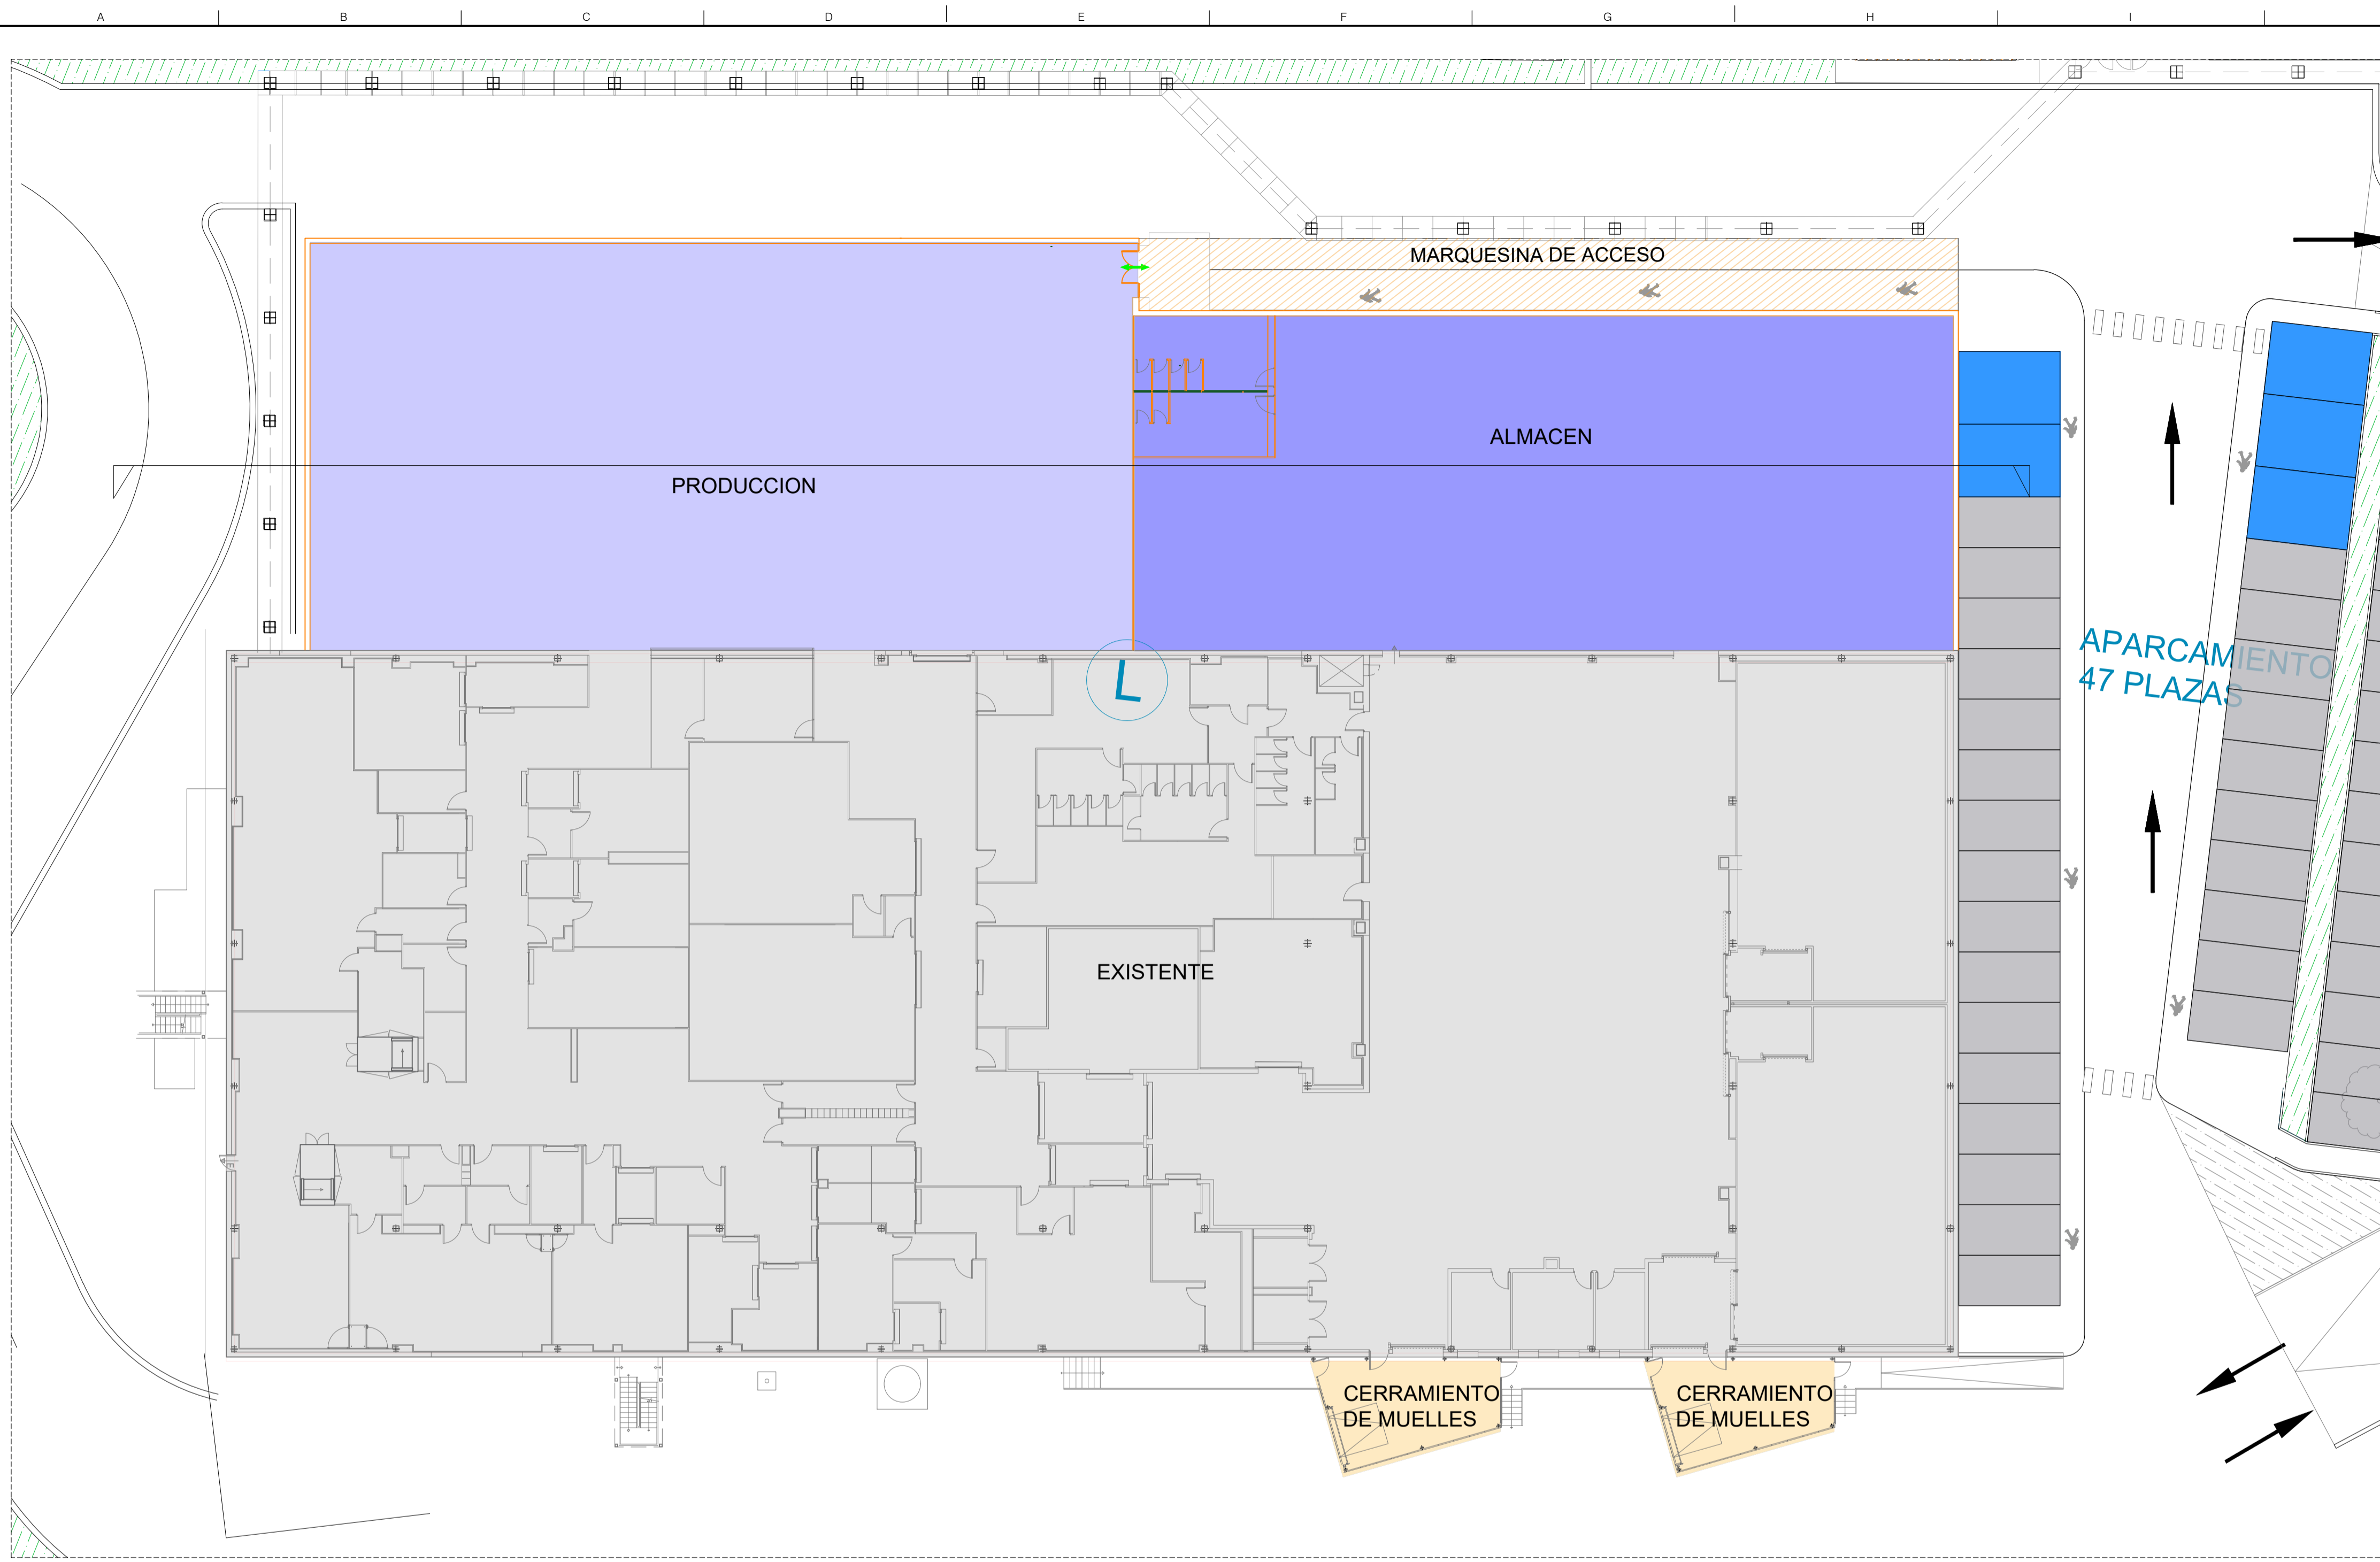 A B C D E F G H I
MARQUESINA DE ACCESO
ALMACEN
PRODUCCION
APARCAMIENTO
47 PLAZAS
L
EXISTENTE
CERRAMIENTO
DE MUELLES
CERRAMIENTO
DE MUELLES